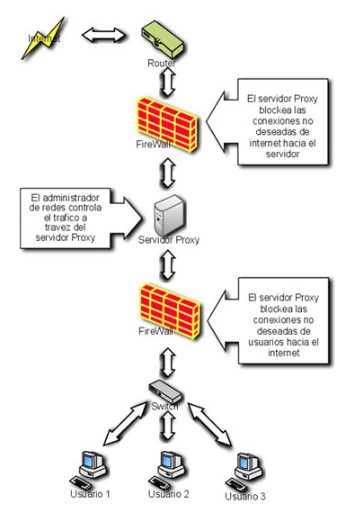 Internet
Router
El servidor Proxy
blockea las
conexiones no
deseadas de
internet hacia el
servidor
FireWall
El administrador
de redes controla
el trafico a
travez del
servidor Proxy
Servidor Proxy
El servidor Proxy
blockea las
conexiones no
deseadas de
usuarios hacia el
internet
FireWall
Switch
Usuario 1
Usuario 2
Usuario 3